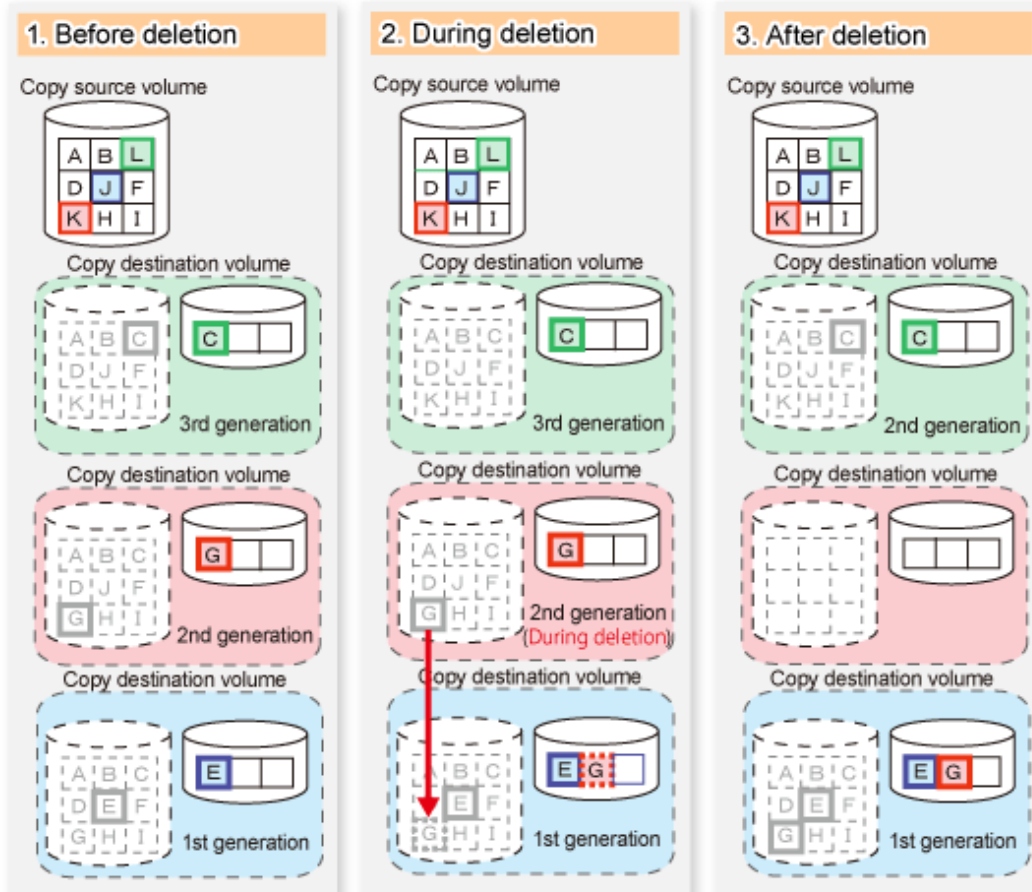 1. Before deletion
Copy source volume
A B L
D J F
K H I
Copy destination volume
A B C
D J F
K H I
C
3rd generation
Copy destination volume
A B C
D J F
G H I
G
2nd generation
Copy destination volume
A B C
D E F
G H I
E
1st generation
2. During deletion
Copy source volume
A B L
D J F
K H I
Copy destination volume
A B C
D J F
K H I
C
3rd generation
Copy destination volume
A B C
D J F
G H I
G
2nd generation
(During deletion)
Copy destination volume
A B C
D E F
G H I
E G
1st generation
3. After deletion
Copy source volume
A B L
D J F
K H I
Copy destination volume
A B C
D J F
K H I
C
2nd generation
Copy destination volume
Copy destination volume
A B C
D E F
G H I
E G
1st generation